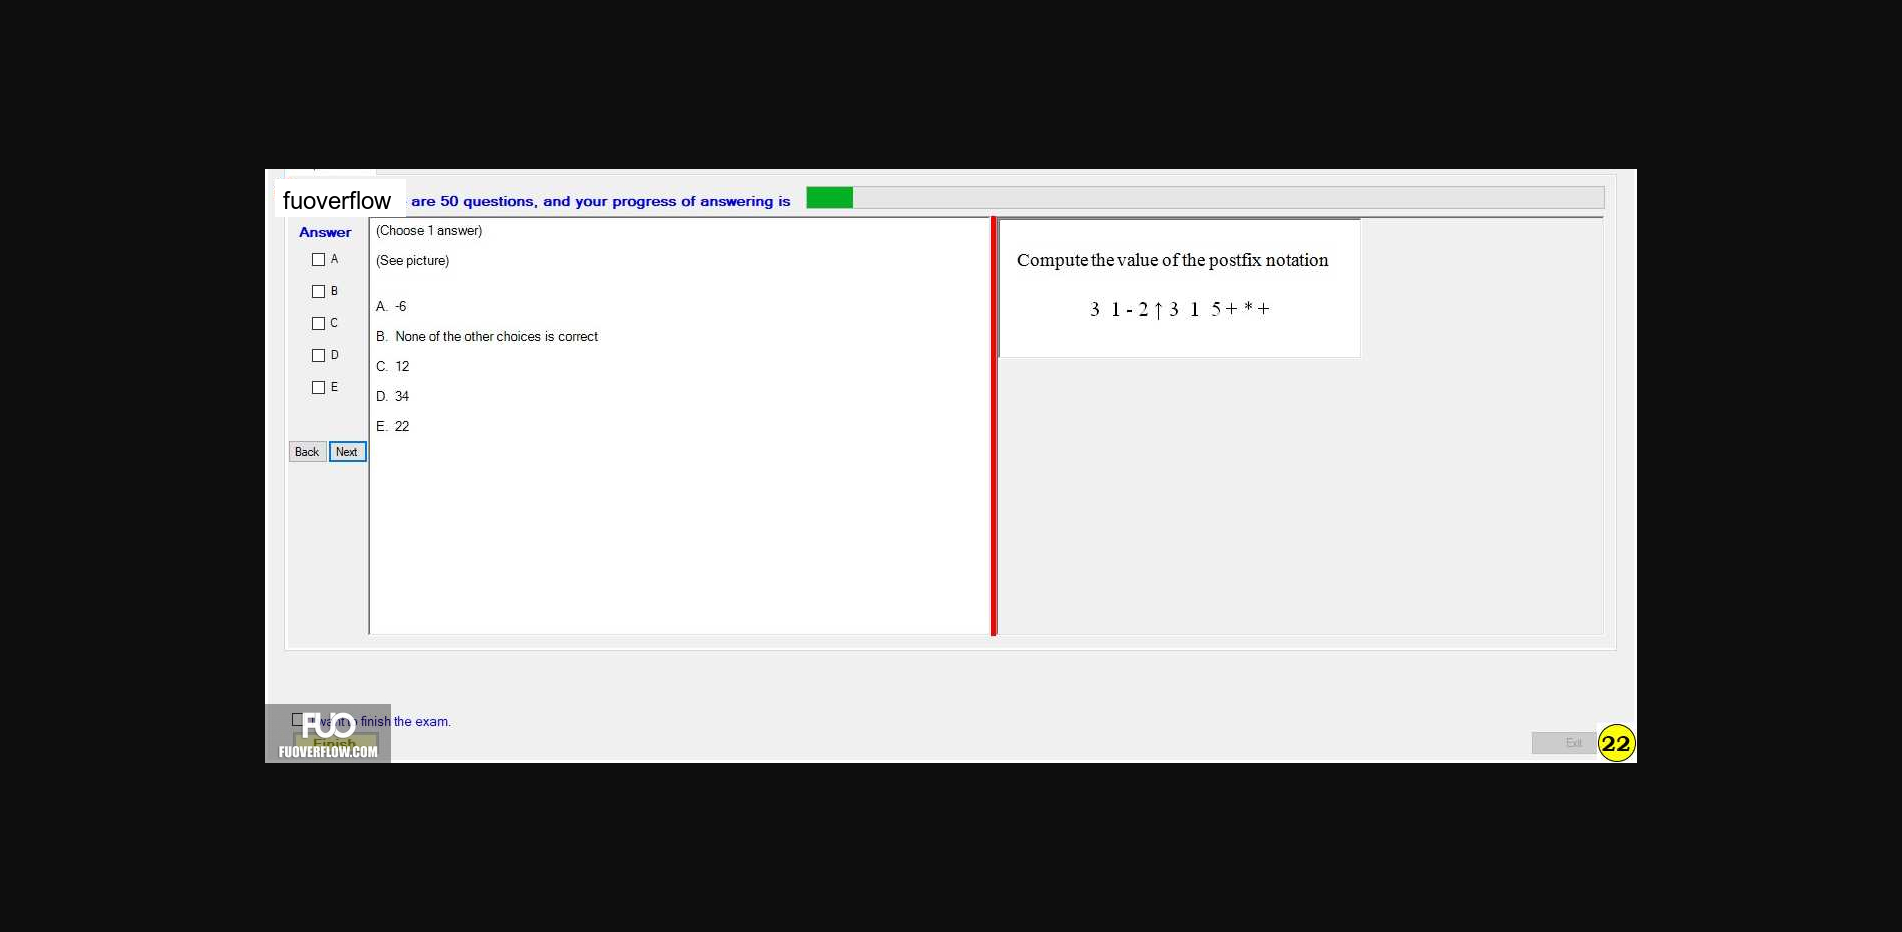 fuoverflow are 50 questions, and your progress of answering is
Answer
A
B
C
D
E
Back Next
(Choose 1 answer)
(See picture)
A. -6
B. None of the other choices is correct
C. 12
D. 34
E. 22
Compute the value of the postfix notation
3 1 - 2 ↑ 3 1 5 + * +
I want to finish the exam.
Finish
FUO
FUOVERFLOW.COM
Exit
22